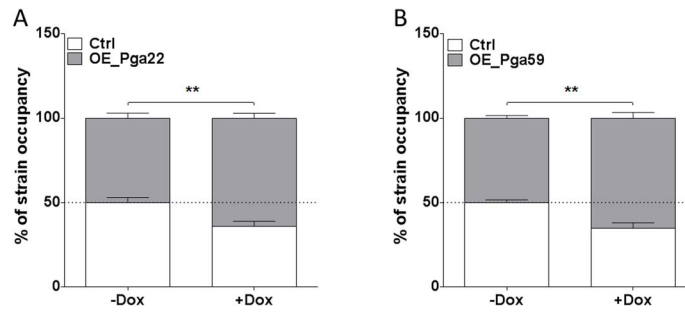 A
% of strain occupancy
150
100
50
0
Ctrl
OE_Pga22
**
-Dox
+Dox
B
% of strain occupancy
150
100
50
0
Ctrl
OE_Pga59
**
-Dox
+Dox